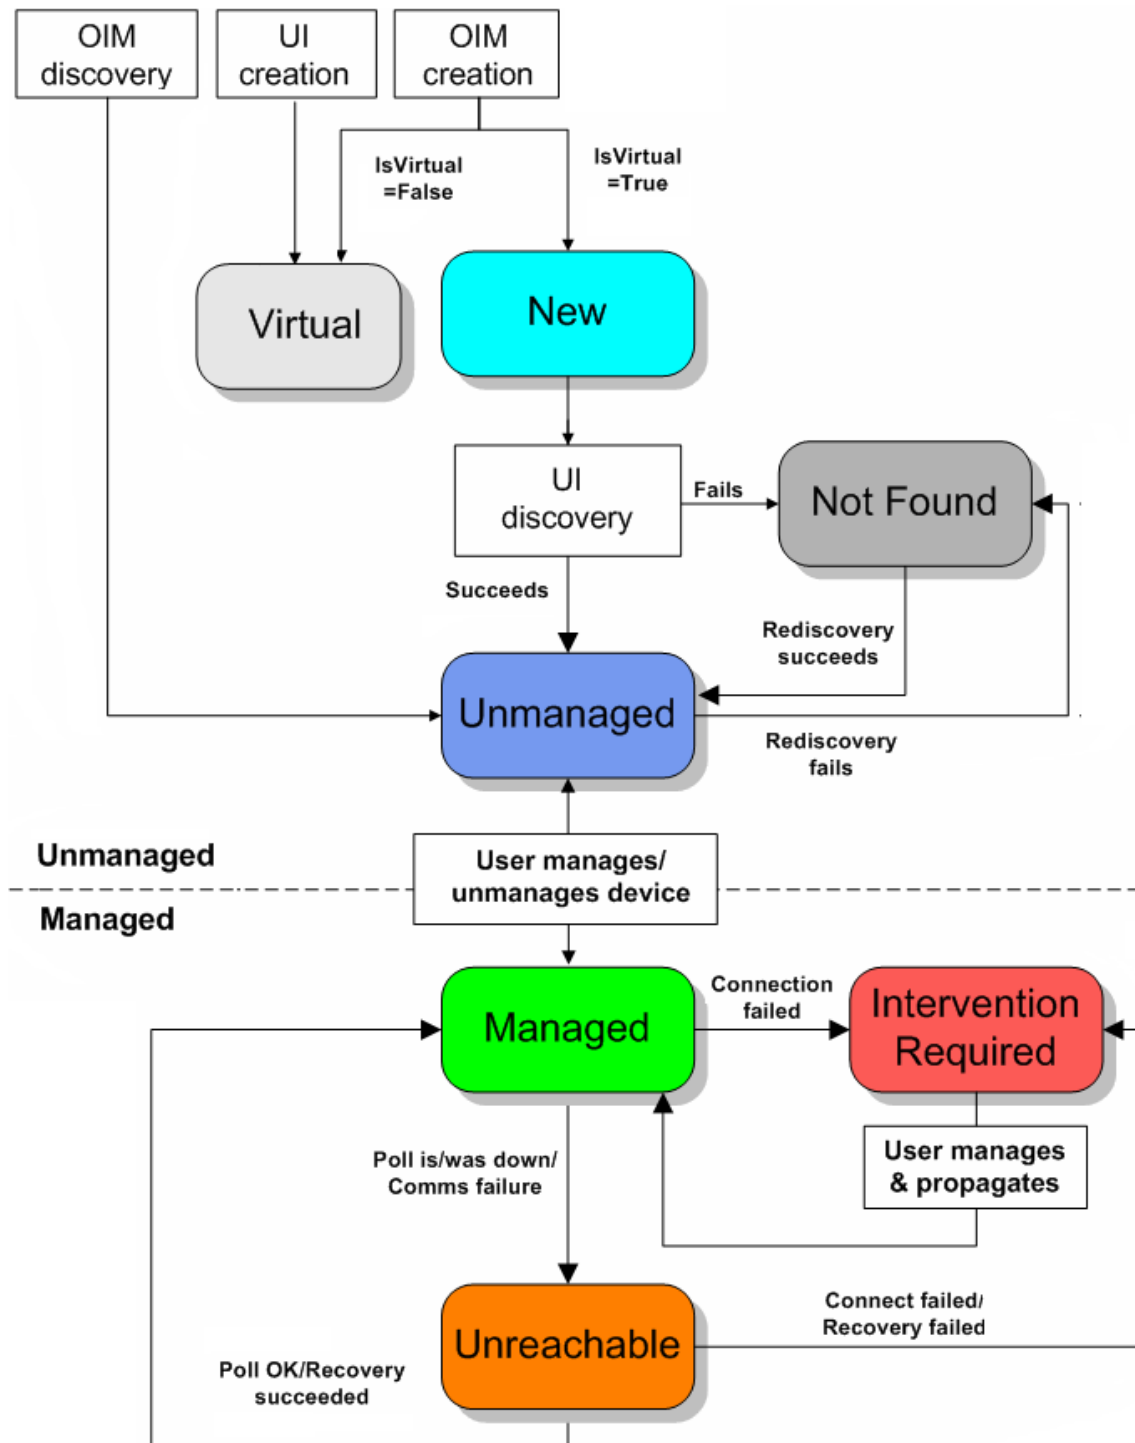 OIM
discovery
UI
creation
OIM
creation
IsVirtual
=False
IsVirtual
=True
Virtual
New
UI
discovery
Fails
Not Found
Succeeds
Rediscovery
succeeds
Unmanaged
Rediscovery
fails
Unmanaged
User manages/
unmanages device
Managed
Managed
Connection
failed
Intervention
Required
Poll is/was down/
Comms failure
User manages
& propagates
Unreachable
Connect failed/
Recovery failed
Poll OK/Recovery
succeeded